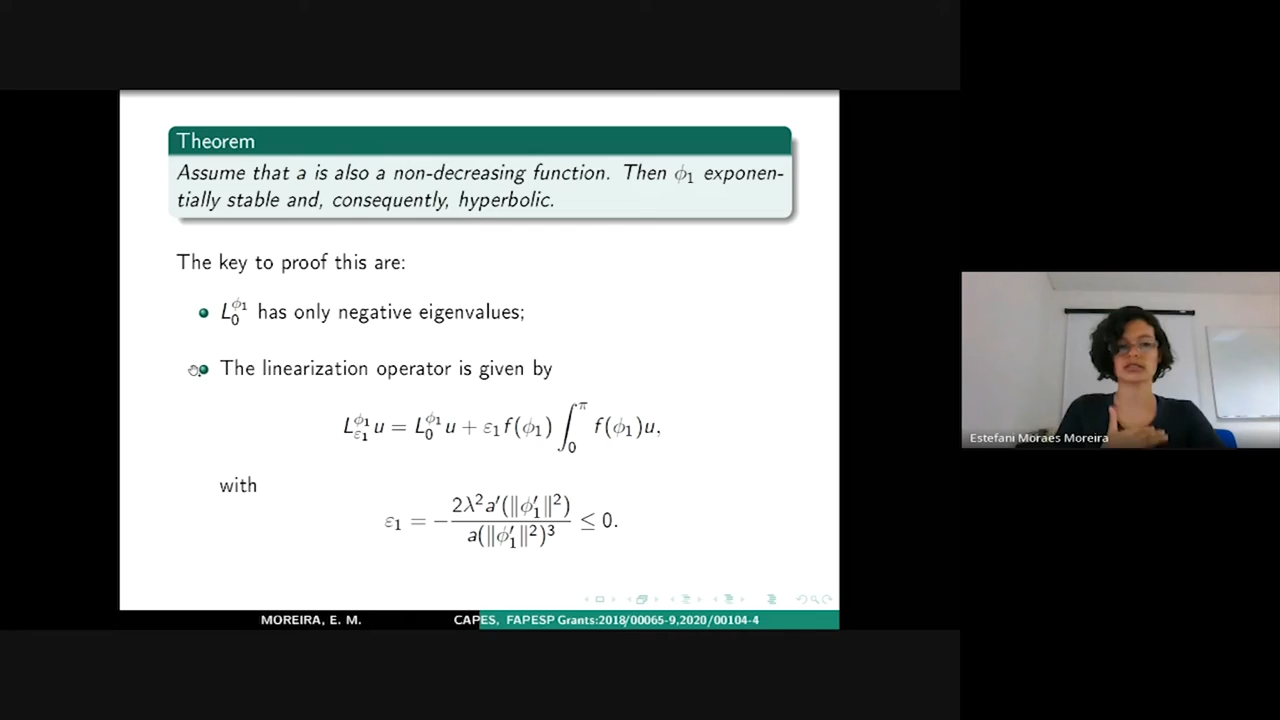 Theorem
Assume that a is also a non-decreasing function. Then ϕ₁ exponen-
tially stable and, consequently, hyperbolic.
The key to proof this are:
L₀^{ϕ₁} has only negative eigenvalues;
The linearization operator is given by
L_{ε₁}^{ϕ₁} u = L₀^{ϕ₁} u + ε₁ f(ϕ₁) ∫₀^π f(ϕ₁)u,
with
ε₁ = − 2λ²a′(‖ϕ₁′‖²) / a(‖ϕ₁′‖²)³ ≤ 0.
MOREIRA, E. M. CAPES, FAPESP Grants:2018/00065-9,2020/00104-4
Estefani Moraes Moreira